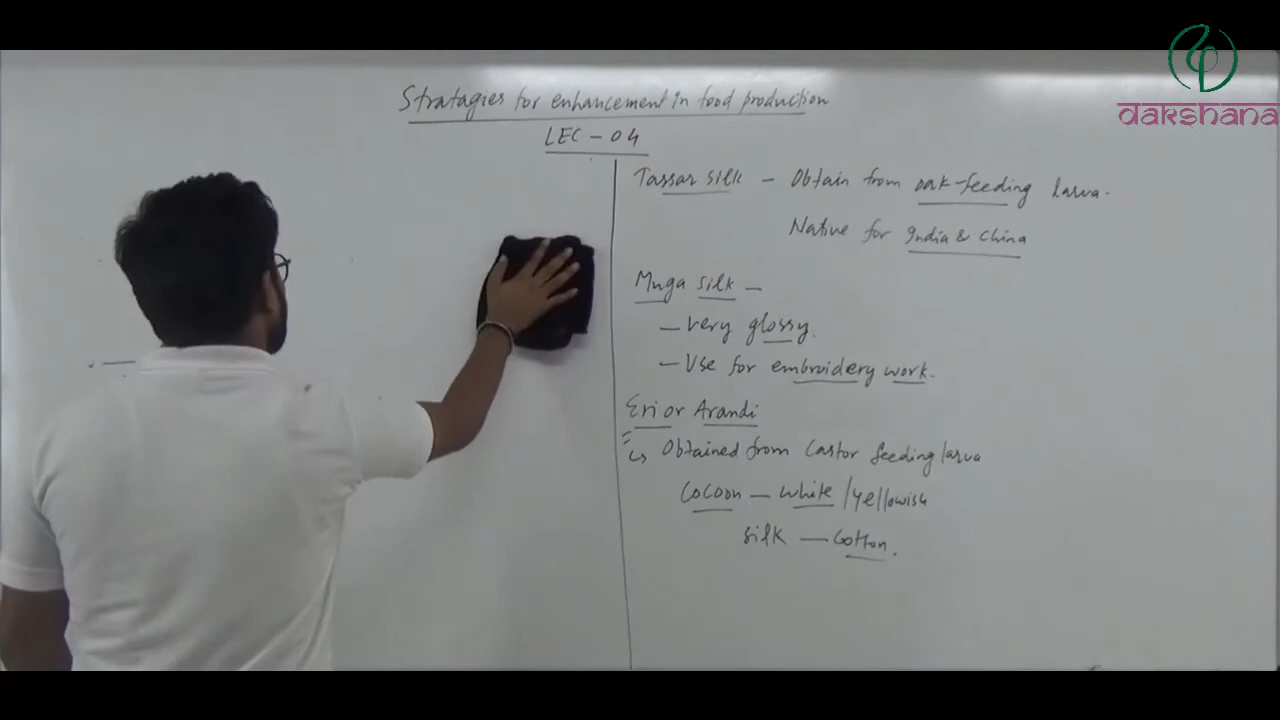 dakshana
Stratagies for enhancement in food production
LEC - 04
Tassar silk - Obtain from oak-feeding larva.
Native for India & China
Muga silk -
- Very glossy.
- Use for embroidery work.
Eri or Arandi
Obtained from Castor feeding larva
Cocoon - white / yellowish
silk - Cotton.